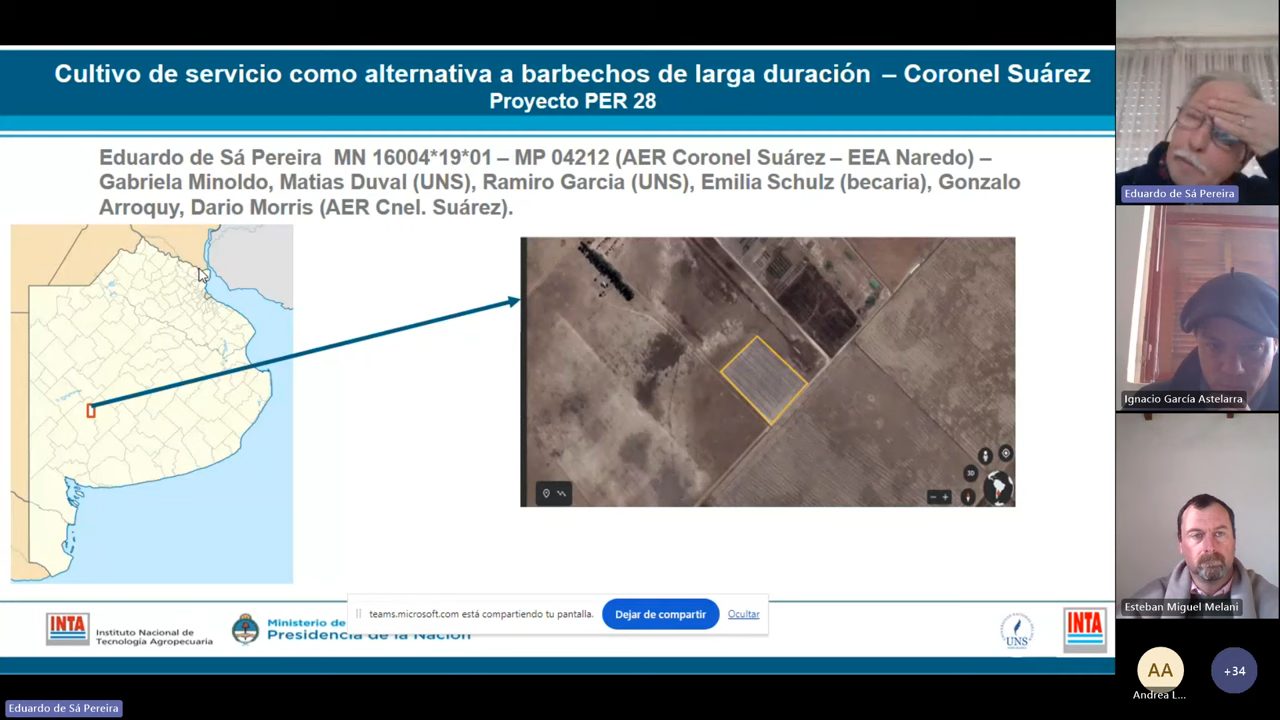 Cultivo de servicio como alternativa a barbechos de larga duración – Coronel Suárez
Proyecto PER 28
Eduardo de Sá Pereira MN 16004*19*01 – MP 04212 (AER Coronel Suárez – EEA Naredo) –
Gabriela Minoldo, Matias Duval (UNS), Ramiro Garcia (UNS), Emilia Schulz (becaria), Gonzalo
Arroquy, Dario Morris (AER Cnel. Suárez).
3D
teams.microsoft.com está compartiendo tu pantalla.
Dejar de compartir
Ocultar
INTA
Instituto Nacional de
Tecnología Agropecuaria
Ministerio de
Presidencia de la Nación
UNS
INTA
Eduardo de Sá Pereira
Ignacio García Astelarra
Esteban Miguel Melani
AA
Andrea L...
+34
Eduardo de Sá Pereira